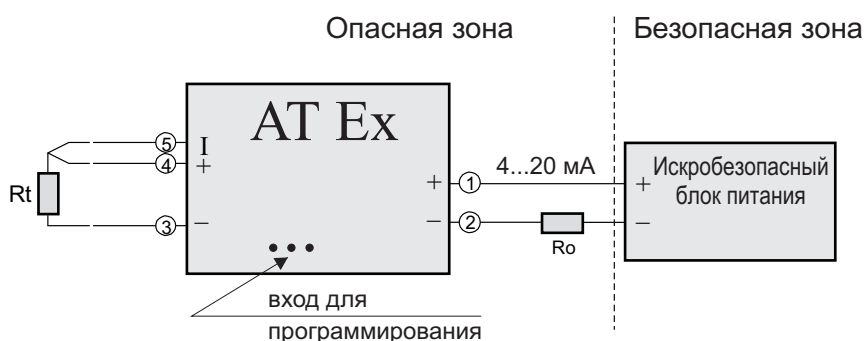 Опасная зона
Безопасная зона
AT Ex
5
I
4
+
Rt
3
−
+
1
4...20 мА
−
2
Ro
+
Искробезопасный
блок питания
−
вход для
программирования